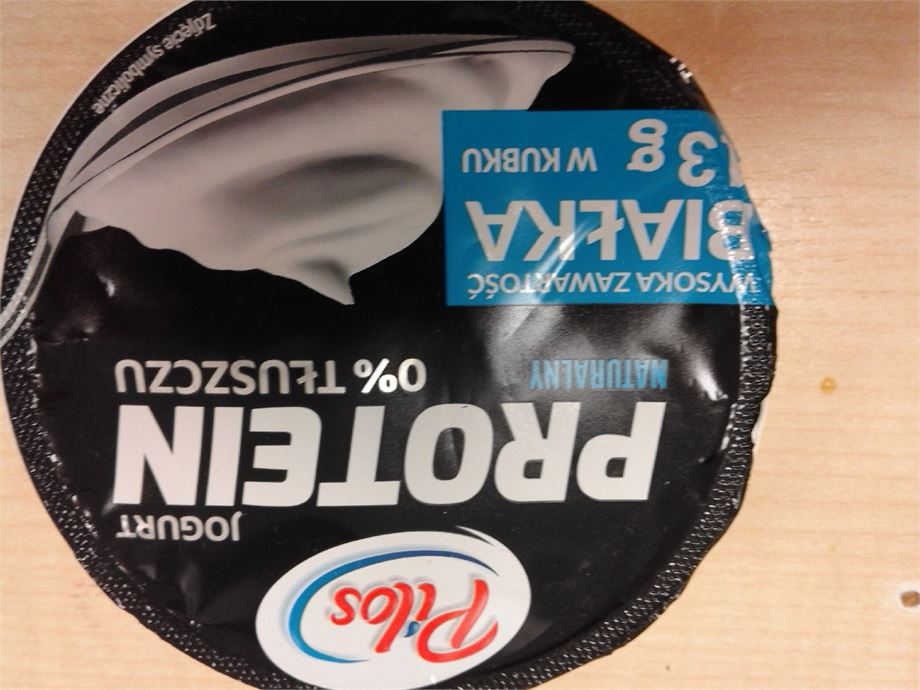 Pilos
JOGURT
PROTEIN
NATURALNY
0% TŁUSZCZU
WYSOKA ZAWARTOŚĆ
BIAŁKA
13 g W KUBKU
Zdjęcie symboliczne